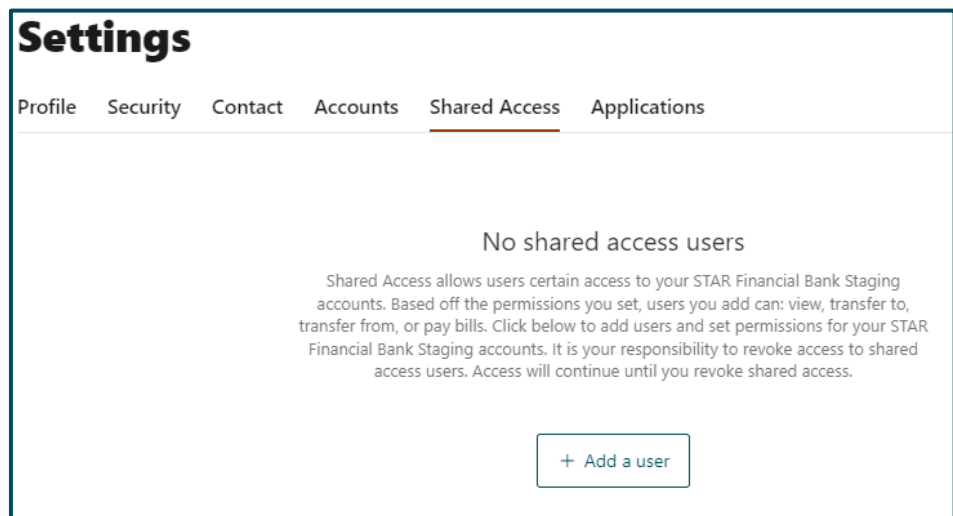 Settings
Profile Security Contact Accounts Shared Access Applications
No shared access users
Shared Access allows users certain access to your STAR Financial Bank Staging
accounts. Based off the permissions you set, users you add can: view, transfer to,
transfer from, or pay bills. Click below to add users and set permissions for your STAR
Financial Bank Staging accounts. It is your responsibility to revoke access to shared
access users. Access will continue until you revoke shared access.
+ Add a user